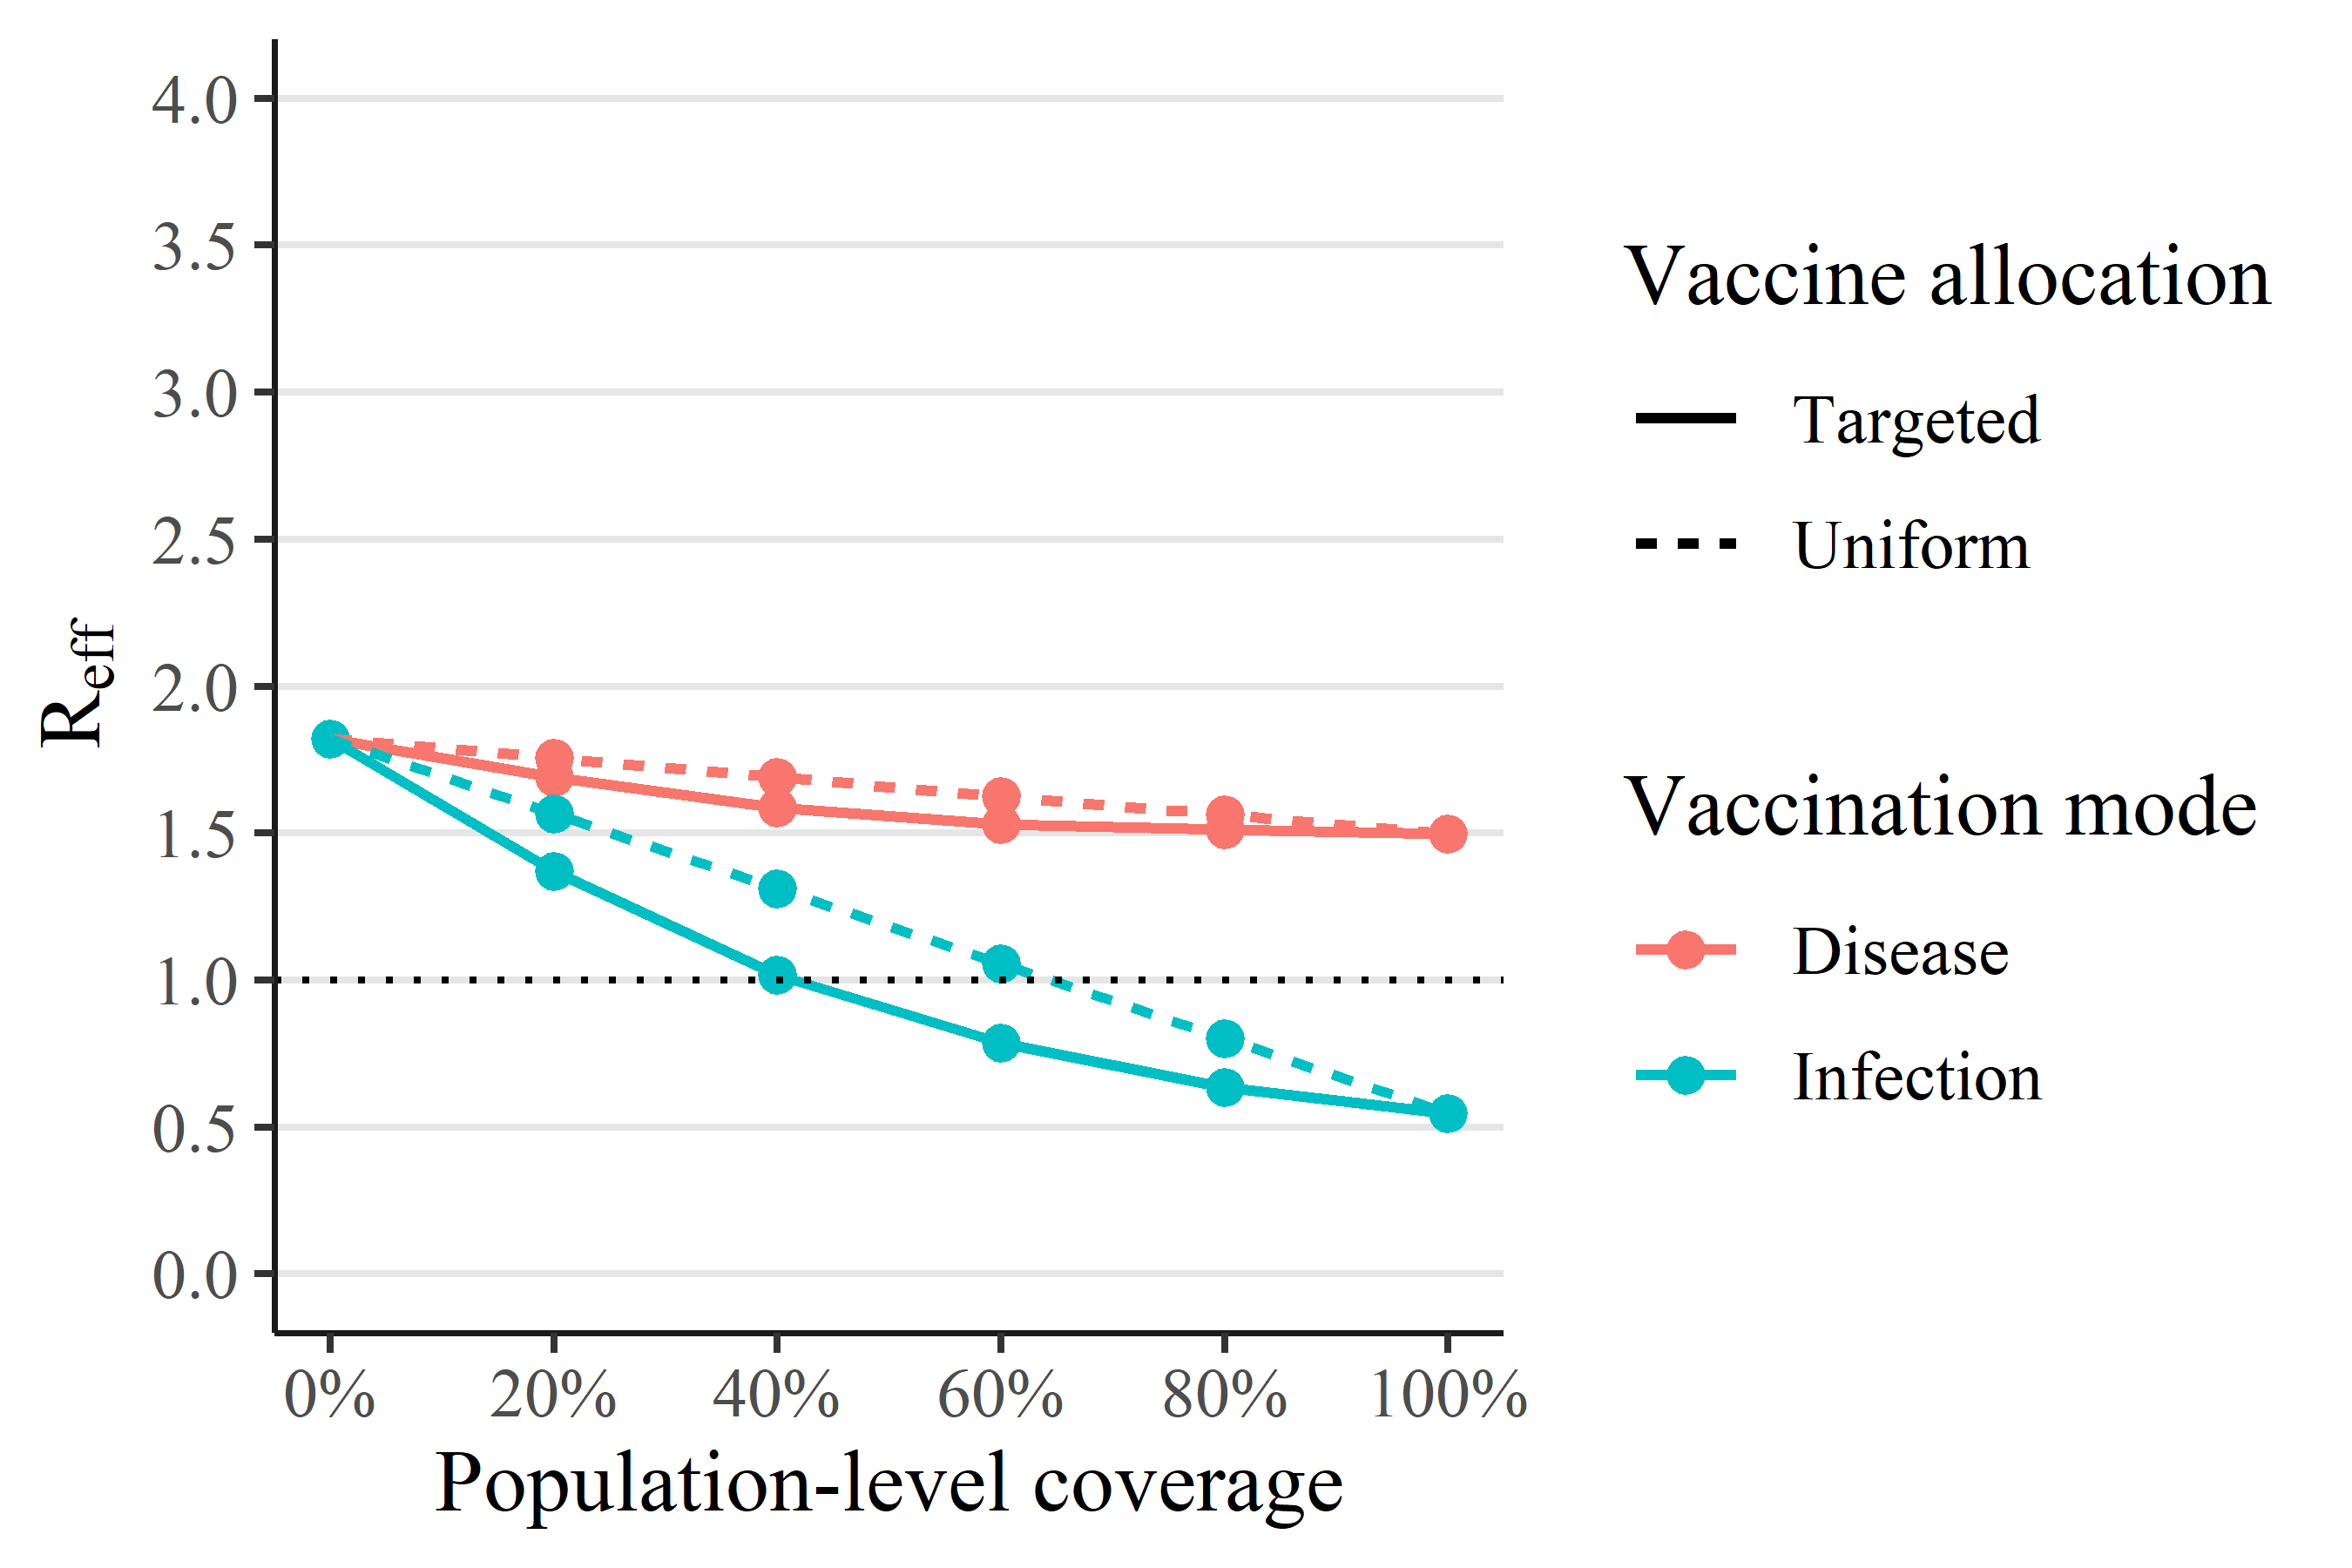 4.0
3.5
3.0
2.5
2.0
1.5
1.0
0.5
0.0
Reff
0%
20%
40%
60%
80%
100%
Population-level coverage
Vaccine allocation
Targeted
Uniform
Vaccination mode
Disease
Infection